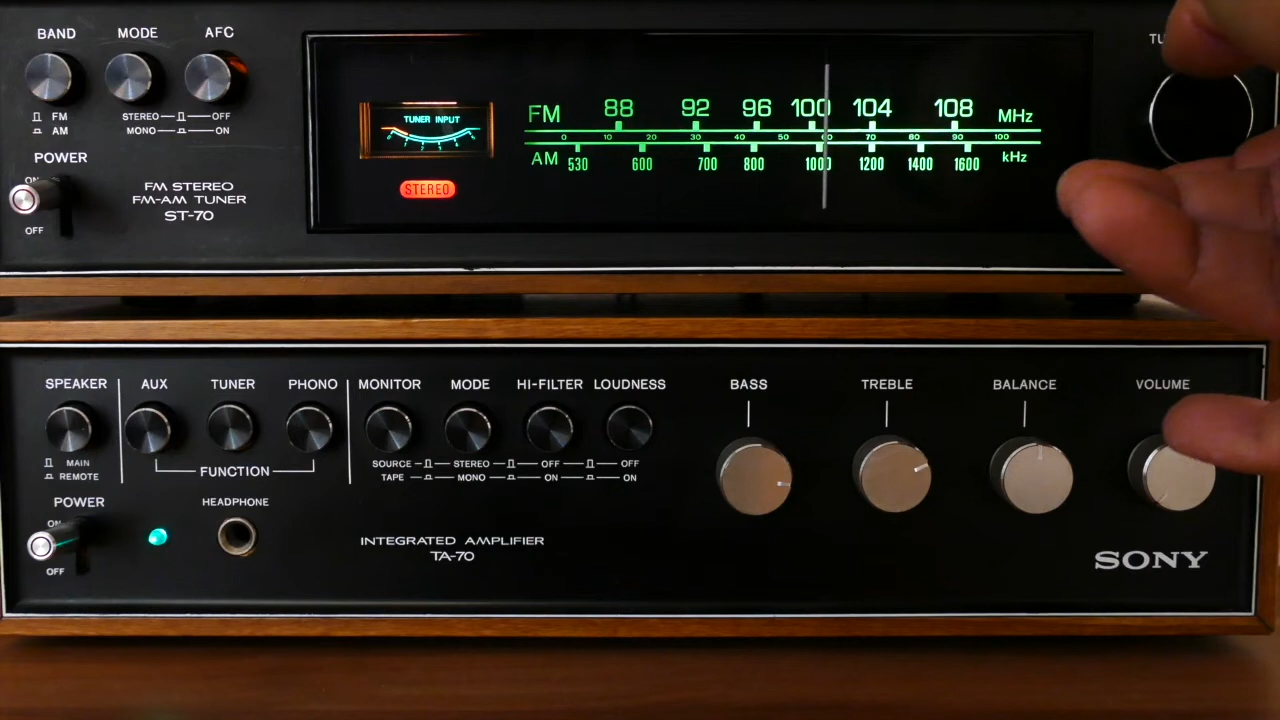 BAND MODE AFC TU
TUNER INPUT
FM 88 92 96 100 104 108 MHz
0 10 20 30 40 50 60 70 80 90 100
AM 530 600 700 800 1000 1200 1400 1600 kHz
FM STEREO OFF
AM MONO ON
POWER
ON
OFF
STEREO
FM STEREO
FM-AM TUNER
ST-70
SPEAKER AUX TUNER PHONO MONITOR MODE HI-FILTER LOUDNESS BASS TREBLE BALANCE VOLUME
MAIN SOURCE STEREO OFF OFF
REMOTE FUNCTION TAPE MONO ON ON
POWER HEADPHONE
ON
OFF
INTEGRATED AMPLIFIER
TA-70
SONY